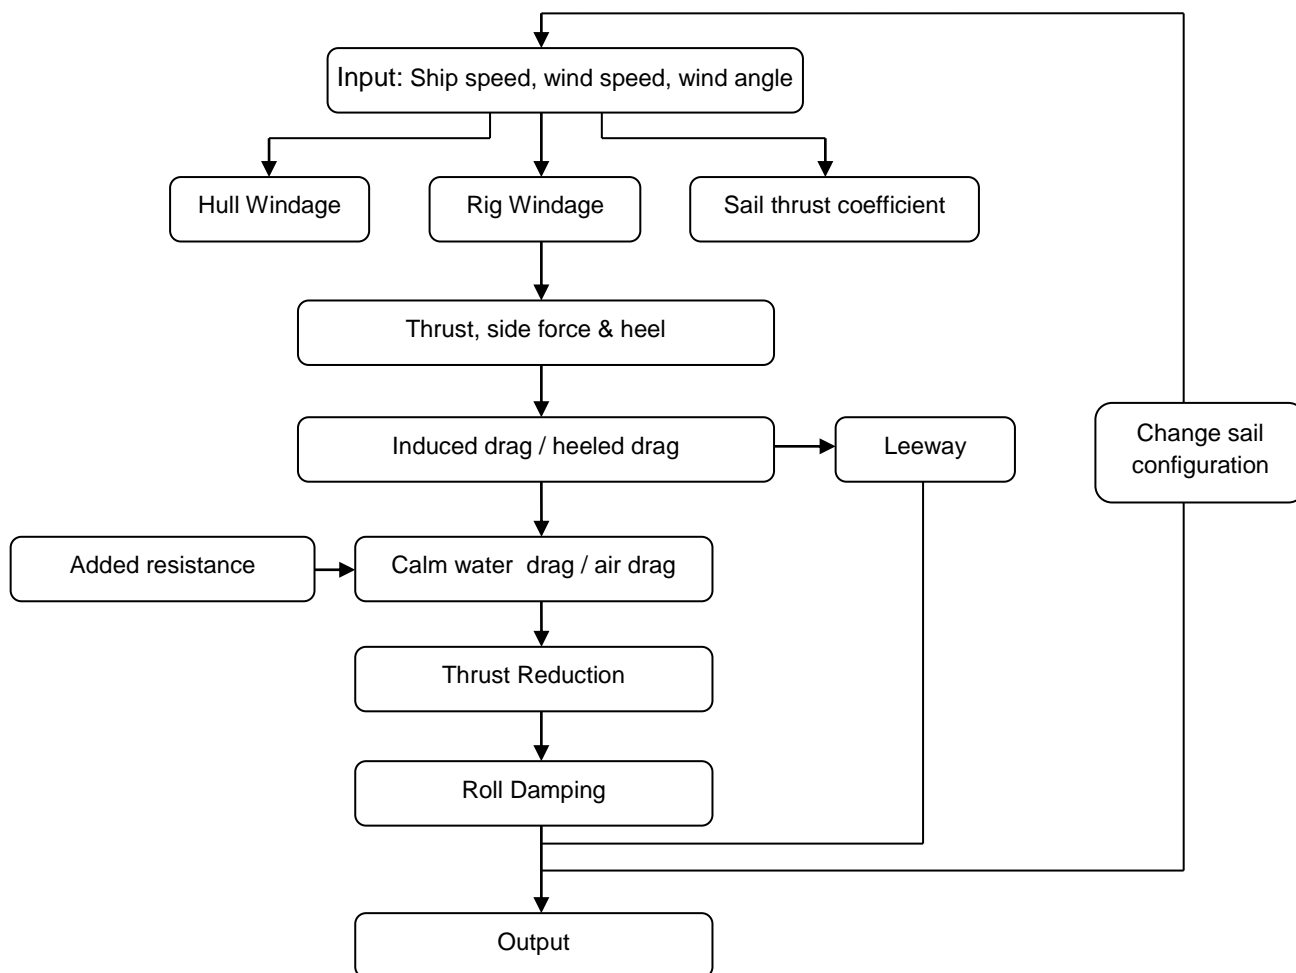 Input: Ship speed, wind speed, wind angle
Hull Windage
Rig Windage
Sail thrust coefficient
Thrust, side force & heel
Induced drag / heeled drag
Leeway
Change sail
configuration
Added resistance
Calm water  drag / air drag
Thrust Reduction
Roll Damping
Output